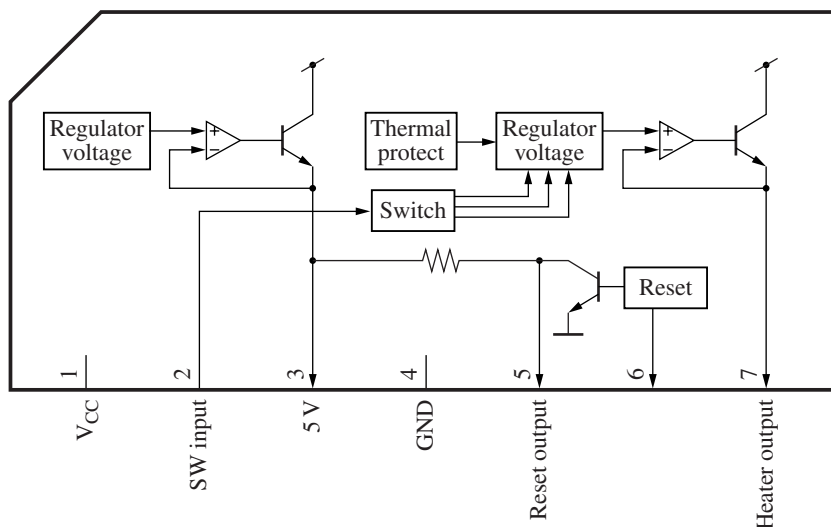 Regulator
voltage
+
−
Thermal
protect
Regulator
voltage
+
−
Switch
Reset
1
2
3
4
5
6
7
VCC
SW input
5 V
GND
Reset output
Heater output